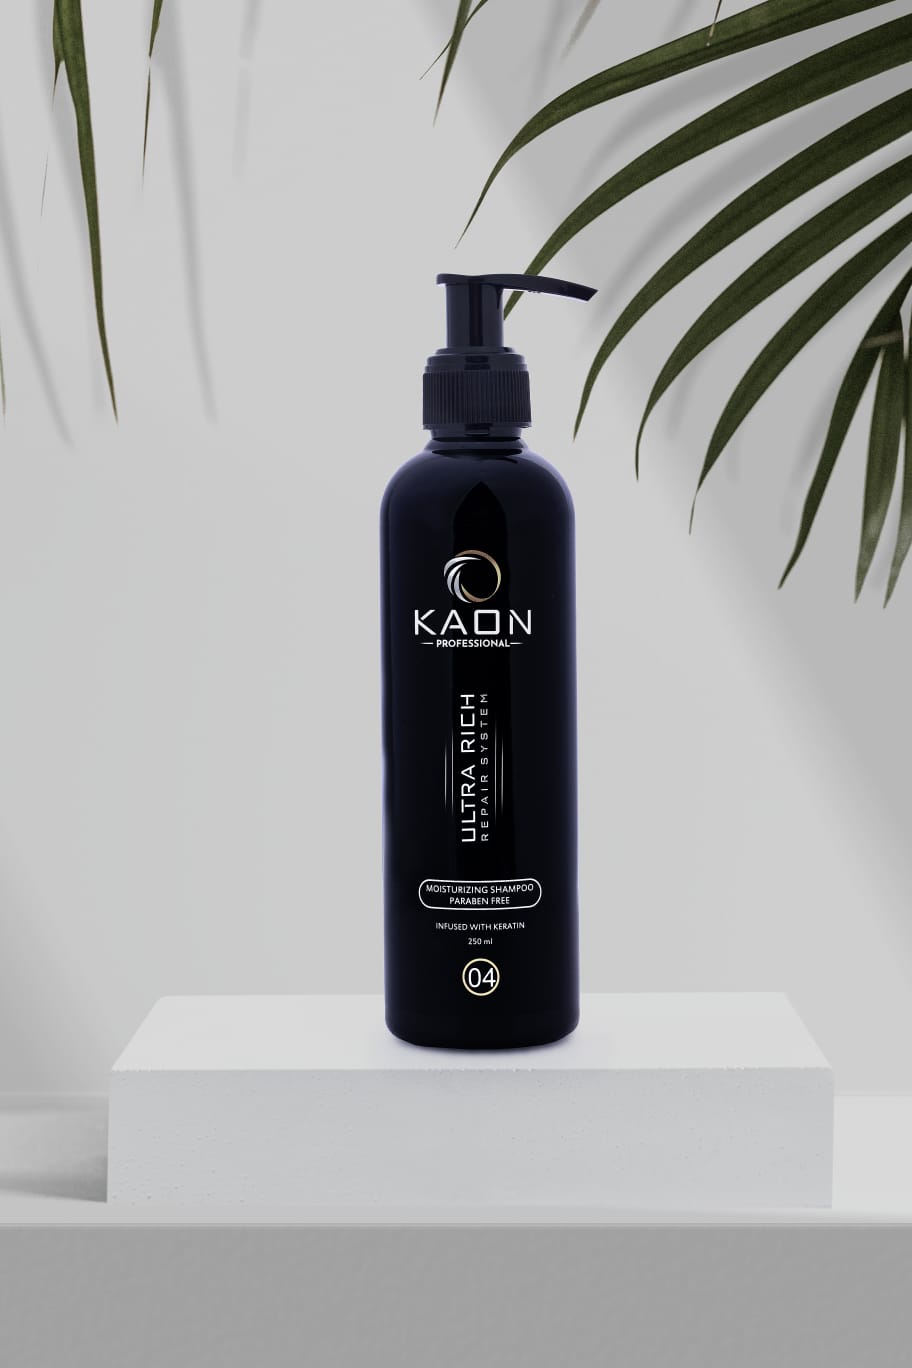 KAON
PROFESSIONAL
ULTRA RICH
REPAIR SYSTEM
MOISTURIZING SHAMPOO
PARABEN FREE
INFUSED WITH KERATIN
250 ml
04